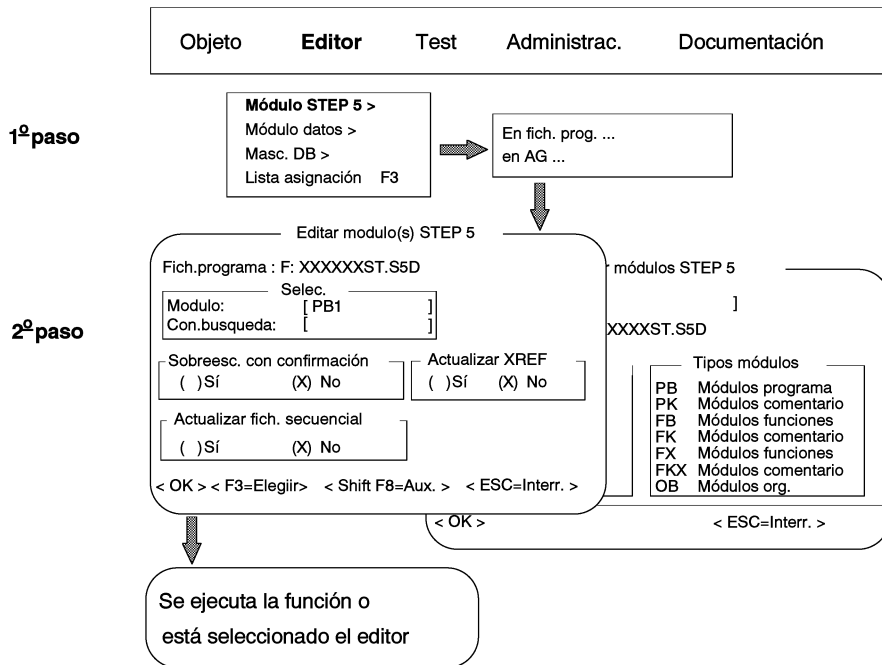 Objeto Editor Test Administrac. Documentación
1º paso
Módulo STEP 5 >
Módulo datos >
Masc. DB >
Lista asignación F3
En fich. prog. ...
en AG ...
2º paso
Editar modulo(s) STEP 5
Fich.programa : F: XXXXXXST.S5D
Selec.
Modulo: [ PB1 ]
Con.busqueda: [ ]
Sobreesc. con confirmación
( )Sí (X) No
Actualizar XREF
( )Sí (X) No
Actualizar fich. secuencial
( )Sí (X) No
< OK > < F3=Elegiir> < Shift F8=Aux. > < ESC=Interr. >
r módulos STEP 5
]
XXXXST.S5D
Tipos módulos
PB Módulos programa
PK Módulos comentario
FB Módulos funciones
FK Módulos comentario
FX Módulos funciones
FKX Módulos comentario
OB Módulos org.
< OK > < ESC=Interr. >
Se ejecuta la función o
está seleccionado el editor